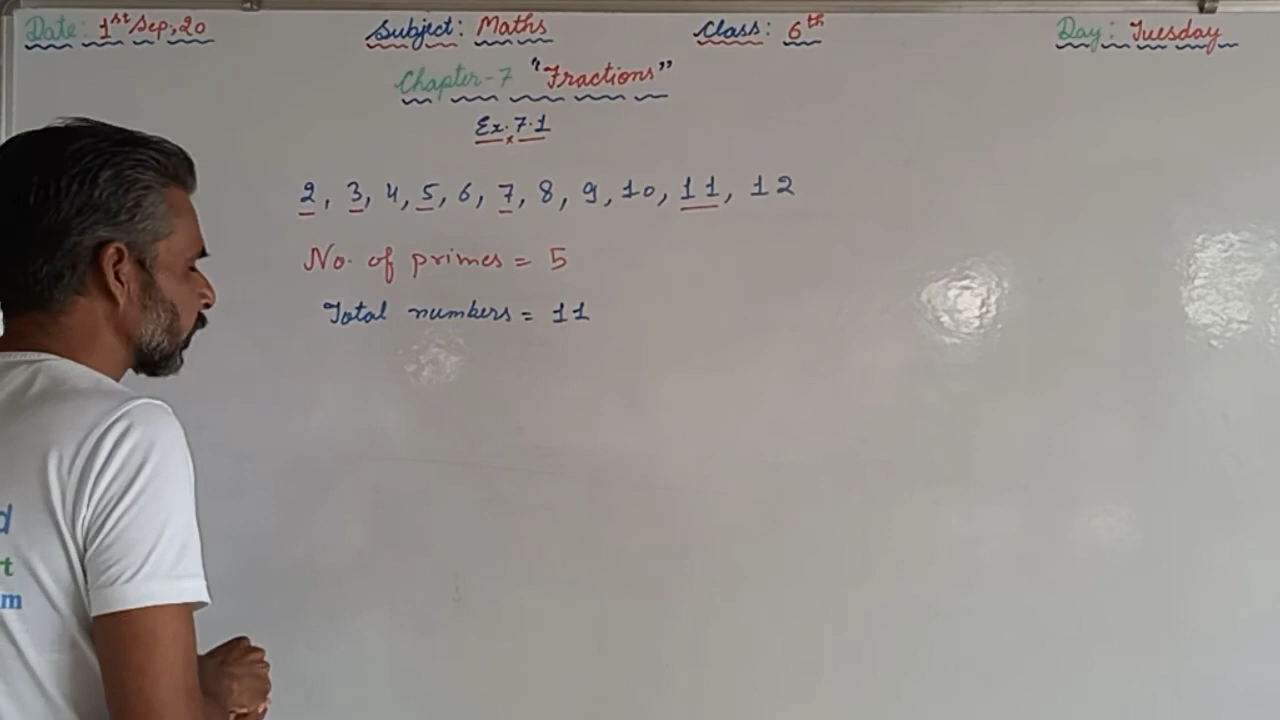 Date: 1st Sep; 20 Subject: Maths Class: 6th Day: Tuesday
Chapter-7 "Fractions"
Ex. 7.1
2, 3, 4, 5, 6, 7, 8, 9, 10, 11, 12
No. of primes = 5
Total numbers = 11